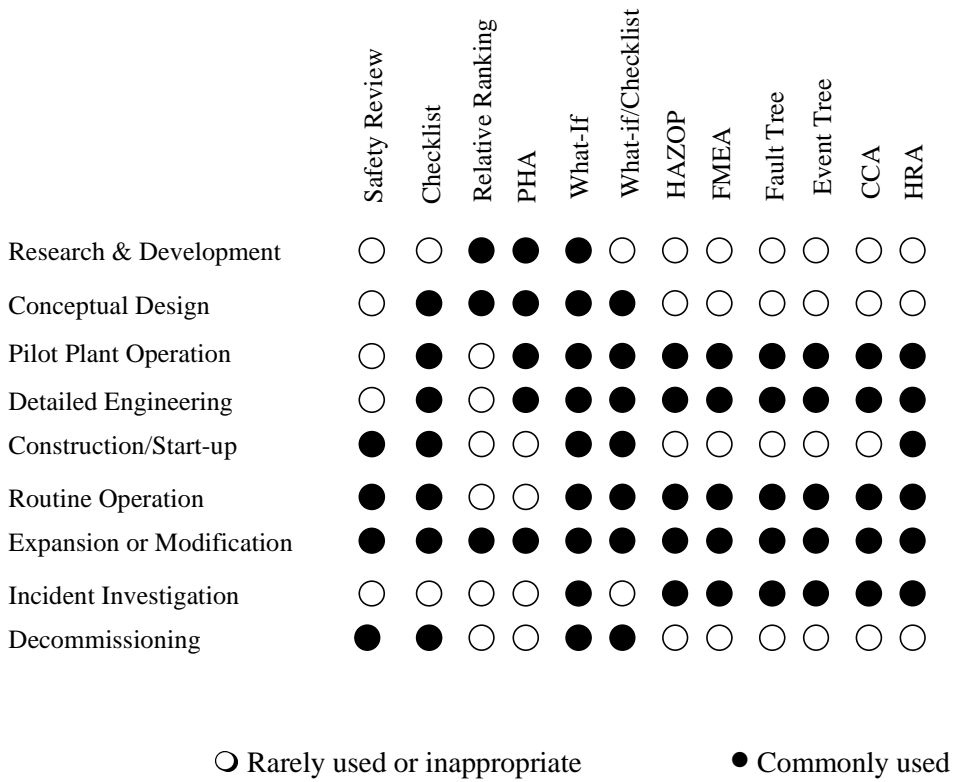 Safety Review
Checklist
Relative Ranking
PHA
What-If
What-if/Checklist
HAZOP
FMEA
Fault Tree
Event Tree
CCA
HRA
Research & Development
Conceptual Design
Pilot Plant Operation
Detailed Engineering
Construction/Start-up
Routine Operation
Expansion or Modification
Incident Investigation
Decommissioning
Rarely used or inappropriate
Commonly used